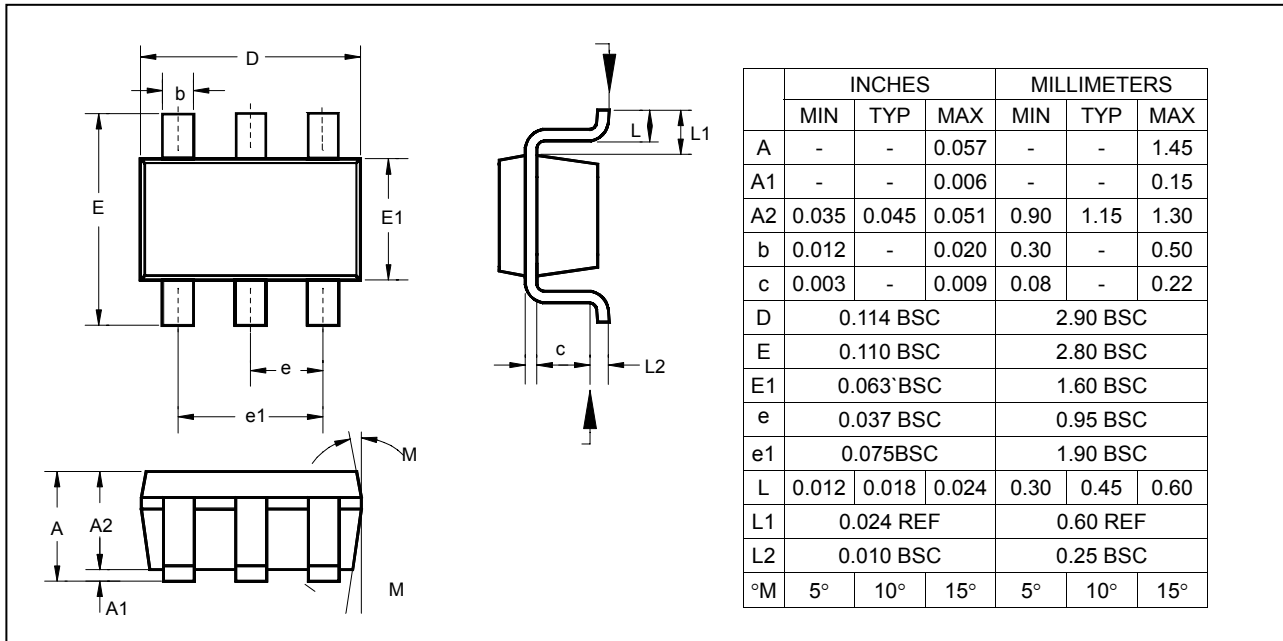 D
b
E
E1
e
e1
L
L1
c
L2
M
A
A2
M
A1
INCHES MILLIMETERS
MIN TYP MAX MIN TYP MAX
A - - 0.057 - - 1.45
A1 - - 0.006 - - 0.15
A2 0.035 0.045 0.051 0.90 1.15 1.30
b 0.012 - 0.020 0.30 - 0.50
c 0.003 - 0.009 0.08 - 0.22
D 0.114 BSC 2.90 BSC
E 0.110 BSC 2.80 BSC
E1 0.063`BSC 1.60 BSC
e 0.037 BSC 0.95 BSC
e1 0.075BSC 1.90 BSC
L 0.012 0.018 0.024 0.30 0.45 0.60
L1 0.024 REF 0.60 REF
L2 0.010 BSC 0.25 BSC
°M 5° 10° 15° 5° 10° 15°